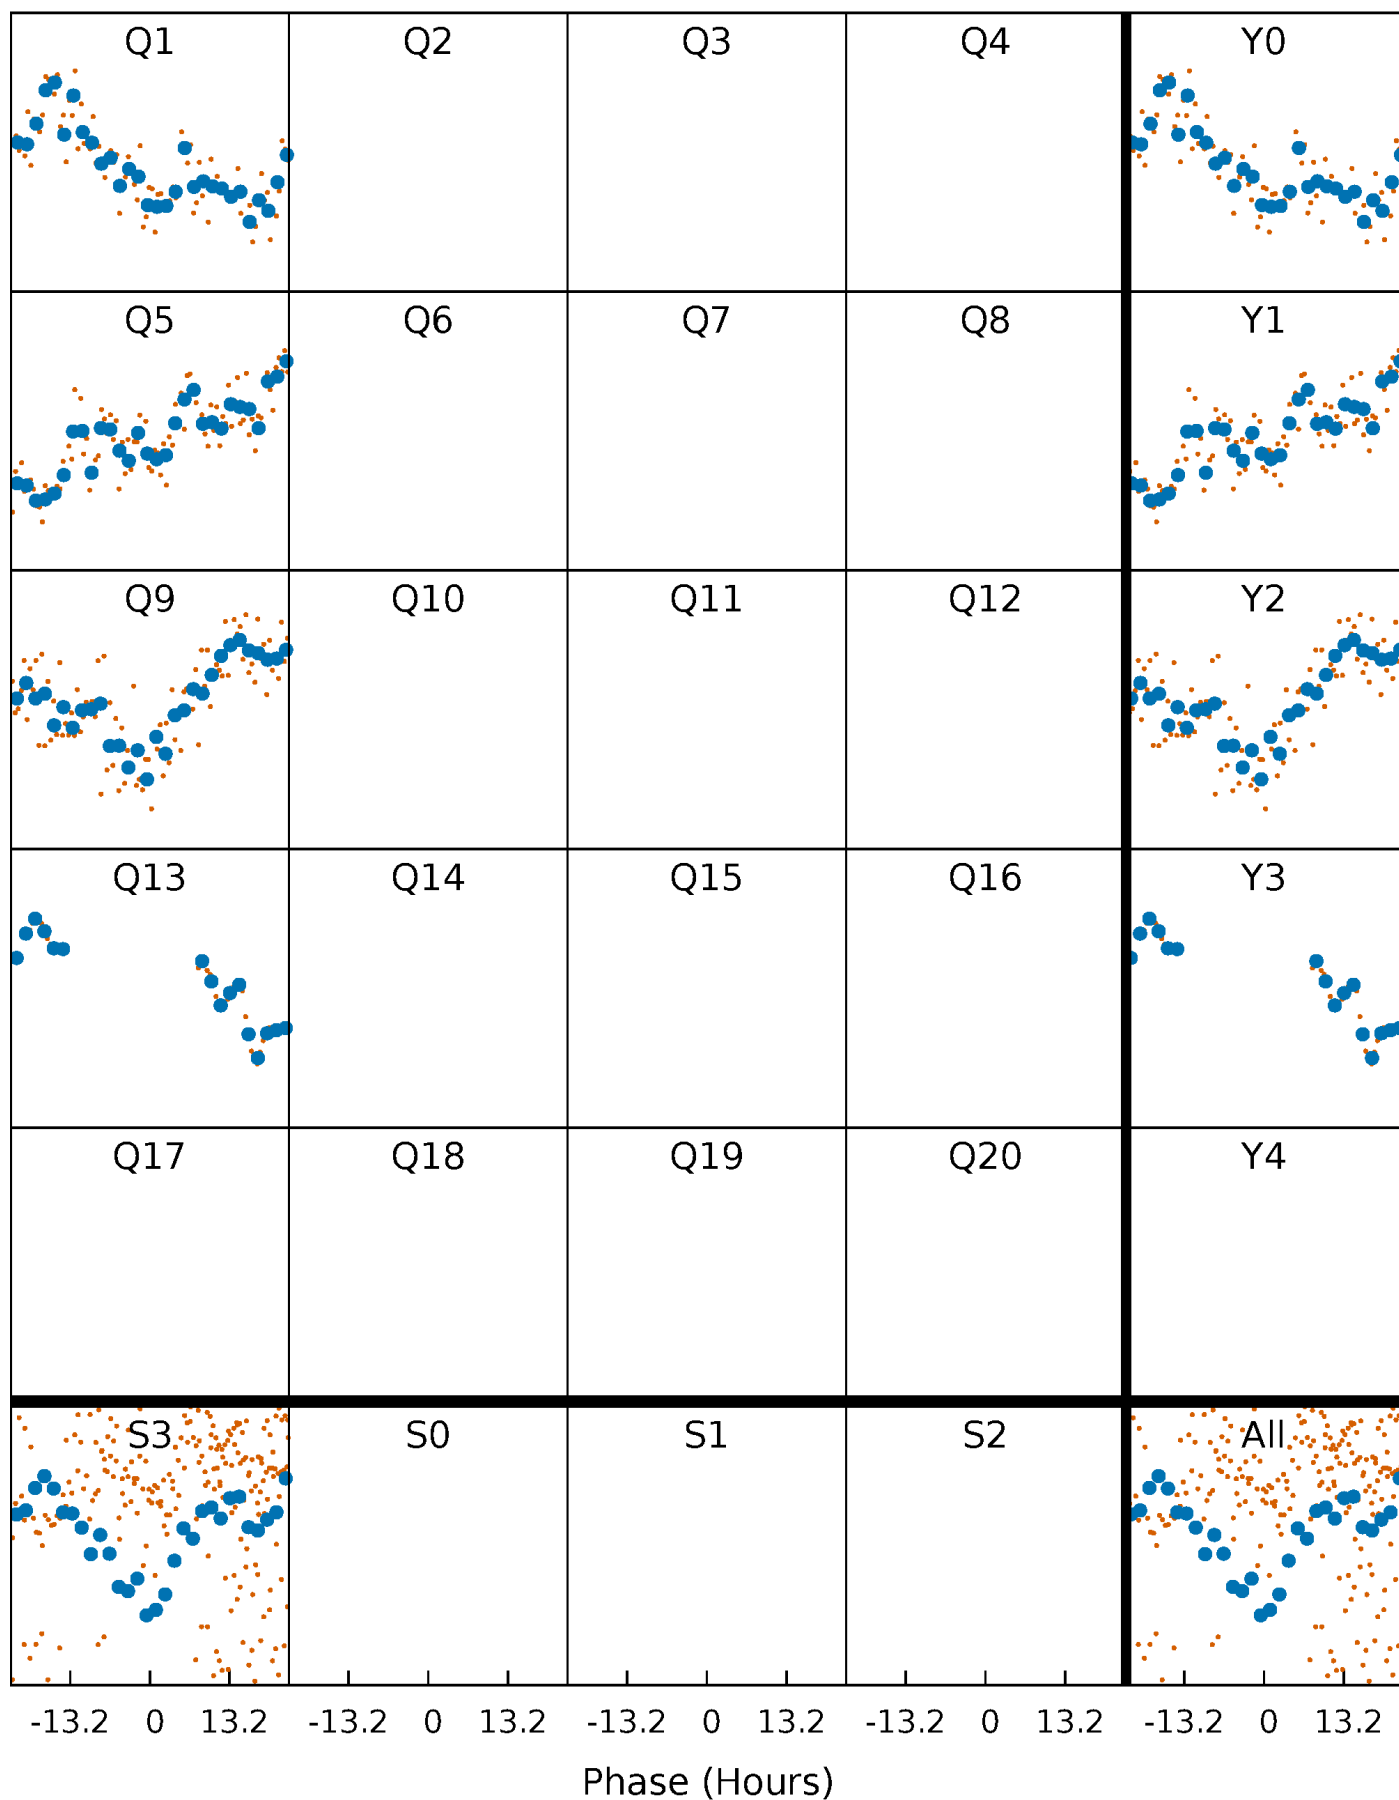 Q1 Q2 Q3 Q4 Y0
Q5 Q6 Q7 Q8 Y1
Q9 Q10 Q11 Q12 Y2
Q13 Q14 Q15 Q16 Y3
Q17 Q18 Q19 Q20 Y4
S3 S0 S1 S2 All
-13.2 0 13.2 -13.2 0 13.2 -13.2 0 13.2 -13.2 0 13.2 -13.2 0 13.2
Phase (Hours)